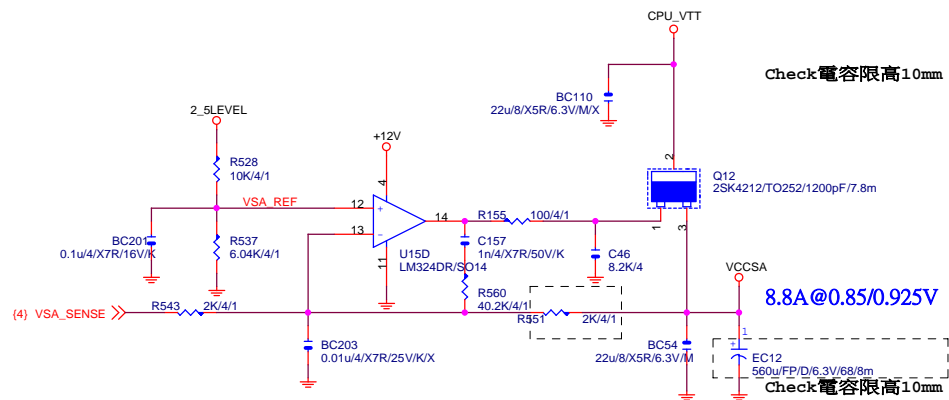 CPU_VTT
Check電容限高10mm
BC110
22u/8/X5R/6.3V/M/X
2_5LEVEL
+12V
R528
10K/4/1
2
Q12
2SK4212/TO252/1200pF/7.8m
4
VSA_REF
12
+
14
R155
100/4/1
1
3
13
-
BC201
0.1u/4/X7R/16V/K
R537
6.04K/4/1
U15D
LM324DR/SO14
11
C157
1n/4/X7R/50V/K
C46
8.2K/4
VCCSA
R560
40.2K/4/1
8.8A@0.85/0.925V
{4} VSA_SENSE
R543
2K/4/1
R551
2K/4/1
1
+
BC203
0.01u/4/X7R/25V/K/X
BC54
22u/8/X5R/6.3V/M
EC12
560u/FP/D/6.3V/68/8m
Check電容限高10mm